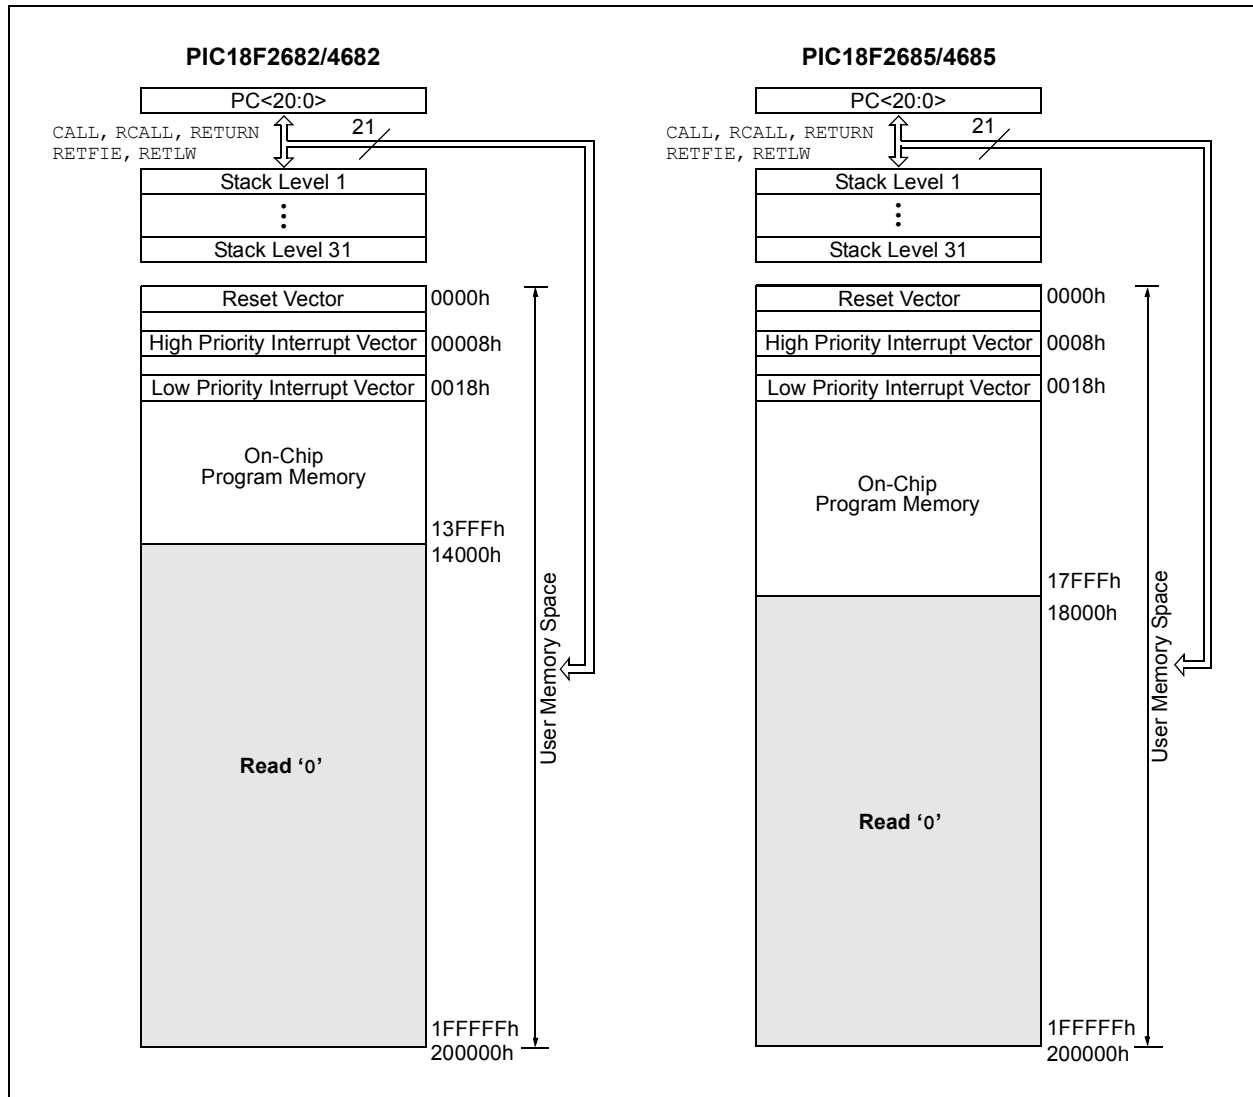 PIC18F2682/4682
PC<20:0>
CALL, RCALL, RETURN
RETFIE, RETLW
21
Stack Level 1
Stack Level 31
Reset Vector
0000h
High Priority Interrupt Vector
00008h
Low Priority Interrupt Vector
0018h
On-Chip
Program Memory
13FFFh
14000h
Read ‘0’
1FFFFFh
200000h
User Memory Space
PIC18F2685/4685
PC<20:0>
CALL, RCALL, RETURN
RETFIE, RETLW
21
Stack Level 1
Stack Level 31
Reset Vector
0000h
High Priority Interrupt Vector
0008h
Low Priority Interrupt Vector
0018h
On-Chip
Program Memory
17FFFh
18000h
Read ‘0’
1FFFFFh
200000h
User Memory Space